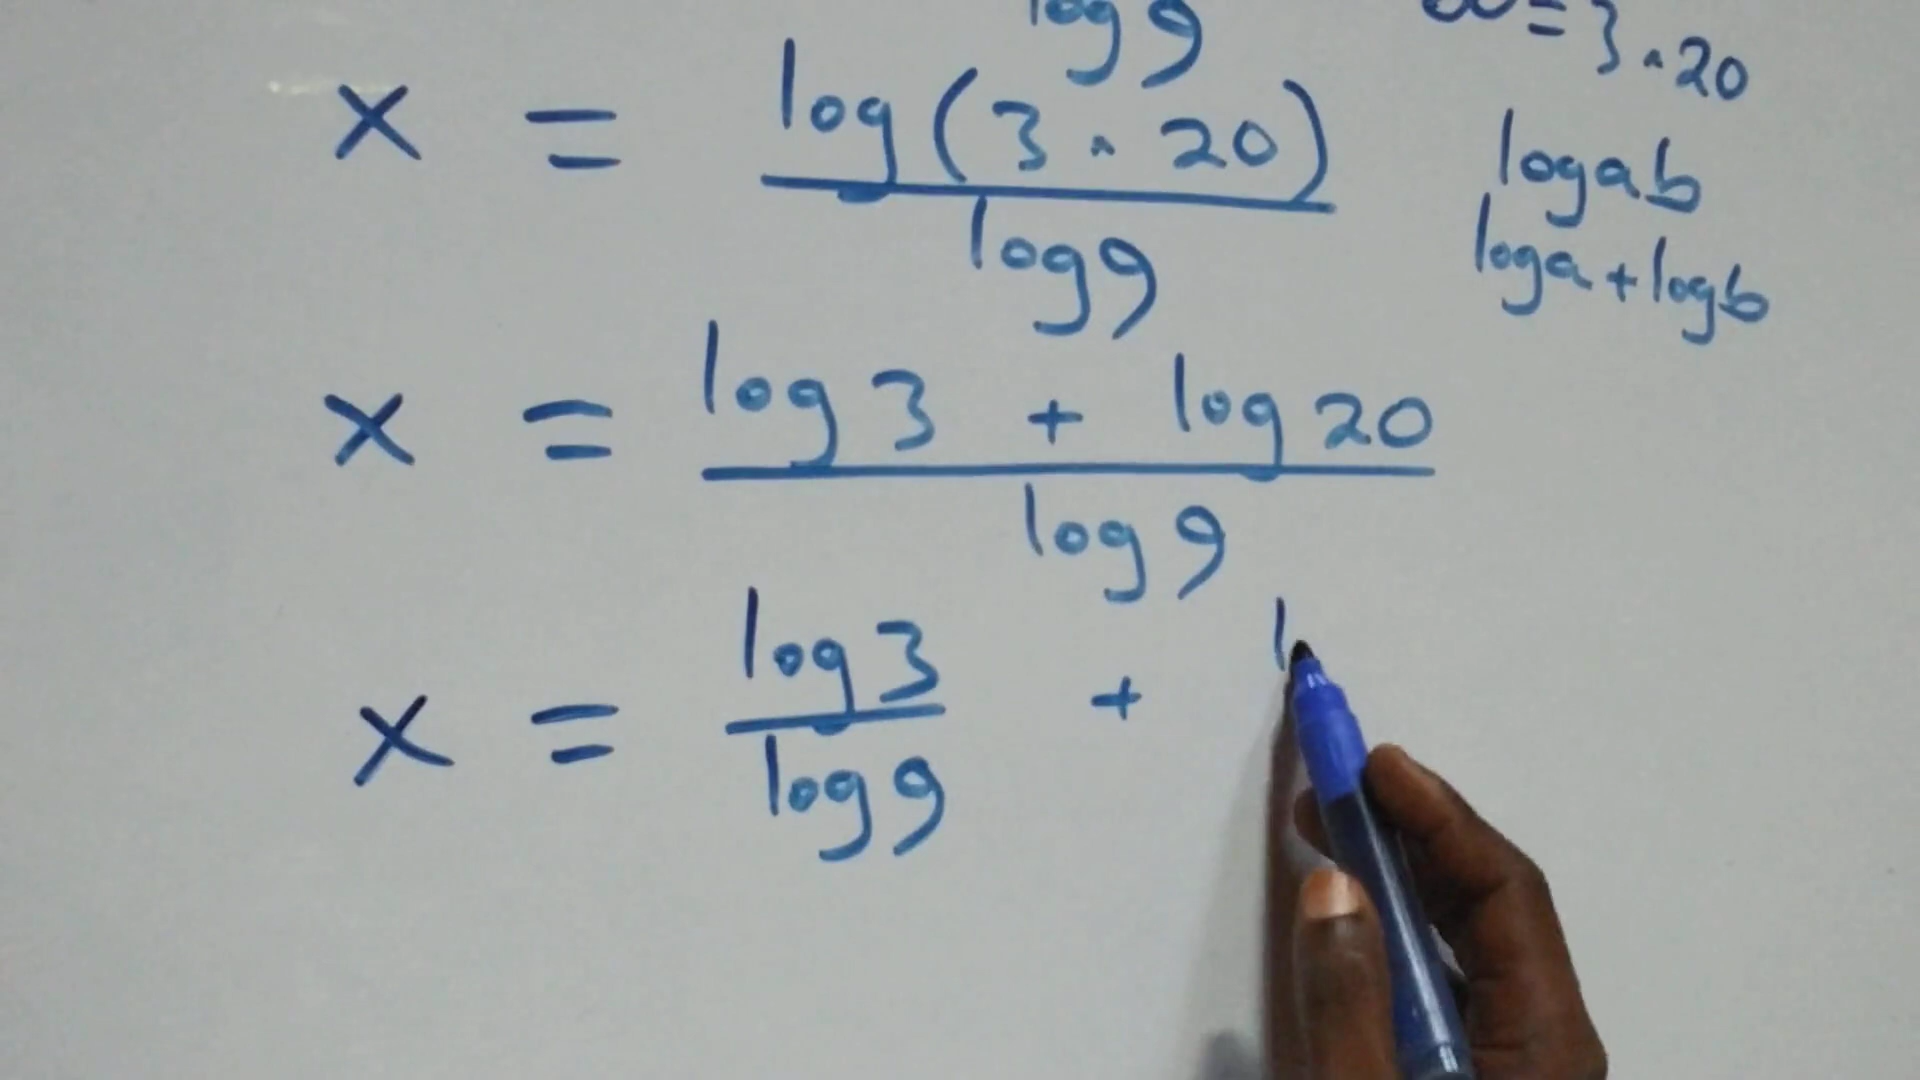 log 9
= 3 . 20
x = log (3 . 20)
log 9
log ab
log a + log b
x = log 3 + log 20
log 9
x = log 3 +
log 9